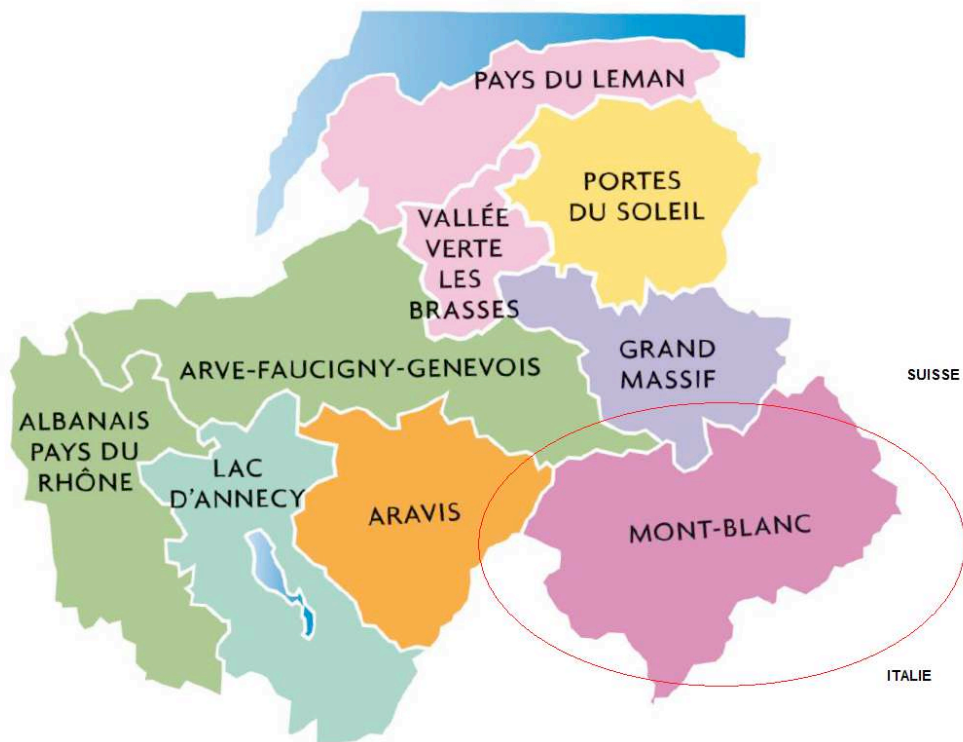 PAYS DU LEMAN
PORTES
DU SOLEIL
VALLÉE
VERTE
LES
BRASSES
GRAND
MASSIF
ARVE-FAUCIGNY-GENEVOIS
SUISSE
ALBANAIS
PAYS DU
RHÔNE
LAC
D'ANNECY
ARAVIS
MONT-BLANC
ITALIE